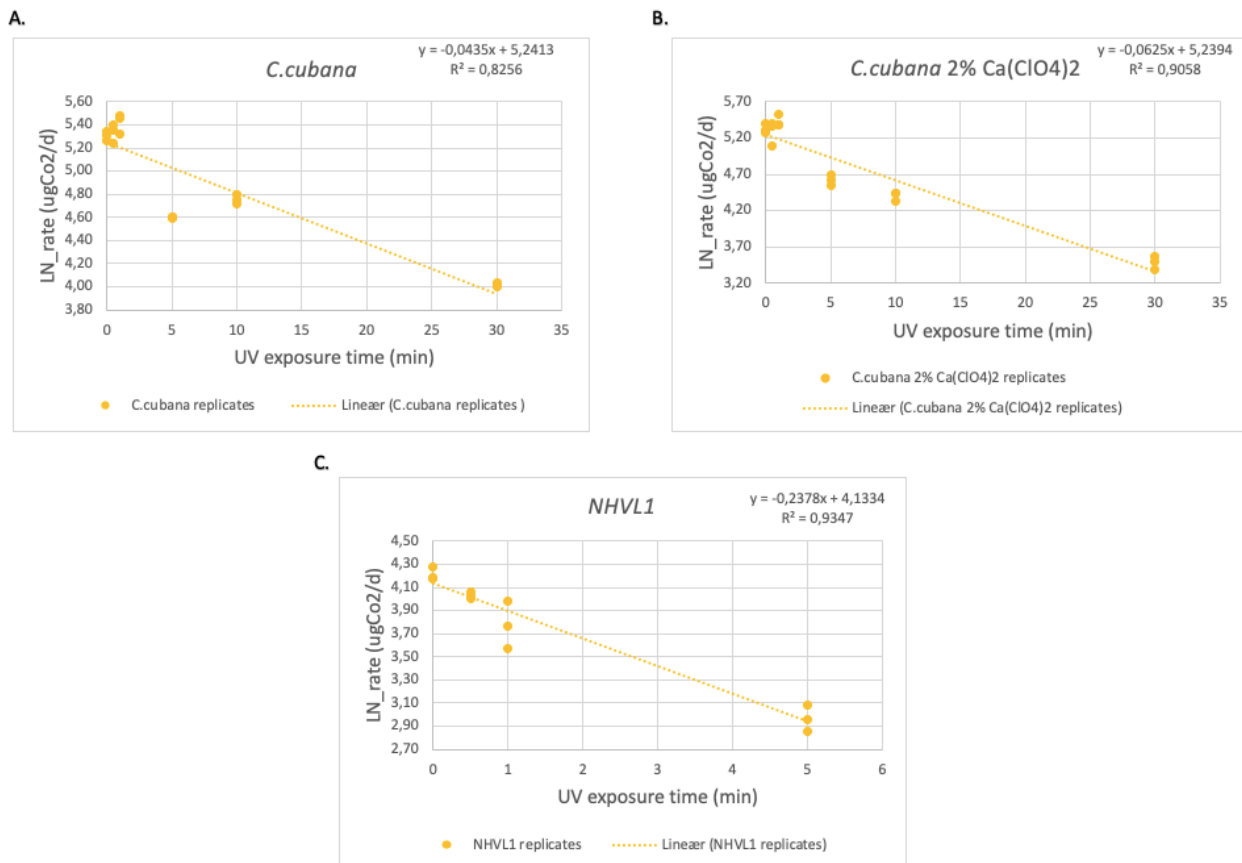 A.
C.cubana
y = -0,0435x + 5,2413
R² = 0,8256
LN_rate (ugCo2/d)
5,60
5,40
5,20
5,00
4,80
4,60
4,40
4,20
4,00
3,80
0 5 10 15 20 25 30 35
UV exposure time (min)
C.cubana replicates
Lineær (C.cubana replicates )
B.
y = -0,0625x + 5,2394
C.cubana 2% Ca(ClO4)2
R² = 0,9058
LN_rate (ugCo2/d)
5,70
5,20
4,70
4,20
3,70
3,20
0 5 10 15 20 25 30 35
UV exposure time (min)
C.cubana 2% Ca(ClO4)2 replicates
Lineær (C.cubana 2% Ca(ClO4)2 replicates)
C.
NHVL1
y = -0,2378x + 4,1334
R² = 0,9347
LN_rate (ugCo2/d)
4,50
4,30
4,10
3,90
3,70
3,50
3,30
3,10
2,90
2,70
0 1 2 3 4 5 6
UV exposure time (min)
NHVL1 replicates
Lineær (NHVL1 replicates)